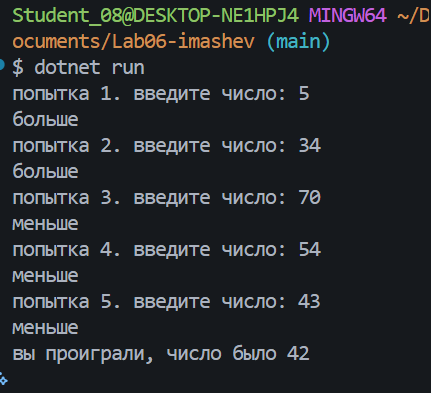 Student_08@DESKTOP-NE1HPJ4 MINGW64 ~/D
ocuments/Lab06-imashev (main)
$ dotnet run
попытка 1. введите число: 5
больше
попытка 2. введите число: 34
больше
попытка 3. введите число: 70
меньше
попытка 4. введите число: 54
меньше
попытка 5. введите число: 43
меньше
вы проиграли, число было 42